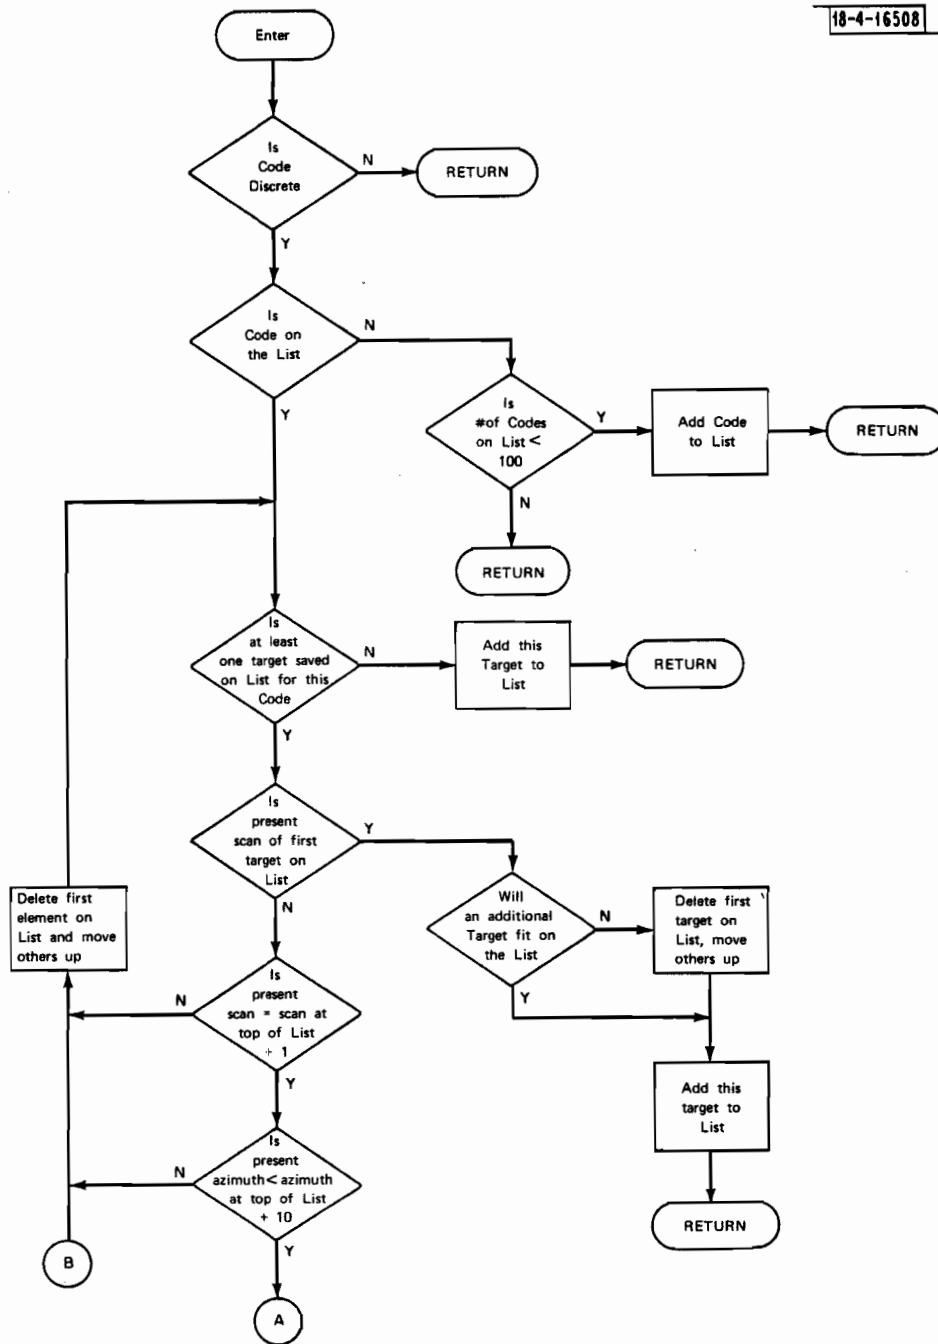 18-4-16508
Enter
Is
Code
Discrete
N
RETURN
Y
Is
Code on
the List
N
Y
Is
#of Codes
on List <
100
Y
Add Code
to List
RETURN
N
RETURN
Is
at least
one target saved
on List for this
Code
N
Add this
Target to
List
RETURN
Y
Is
present
scan of first
target on
List
Y
N
Will
an additional
Target fit on
the List
N
Delete first
target on
List, move
others up
Y
Delete first
element on
List and move
others up
Is
present
scan = scan at
top of List
+ 1
N
Y
Add this
target to
List
RETURN
Is
present
azimuth < azimuth
at top of List
+ 10
N
Y
B
A